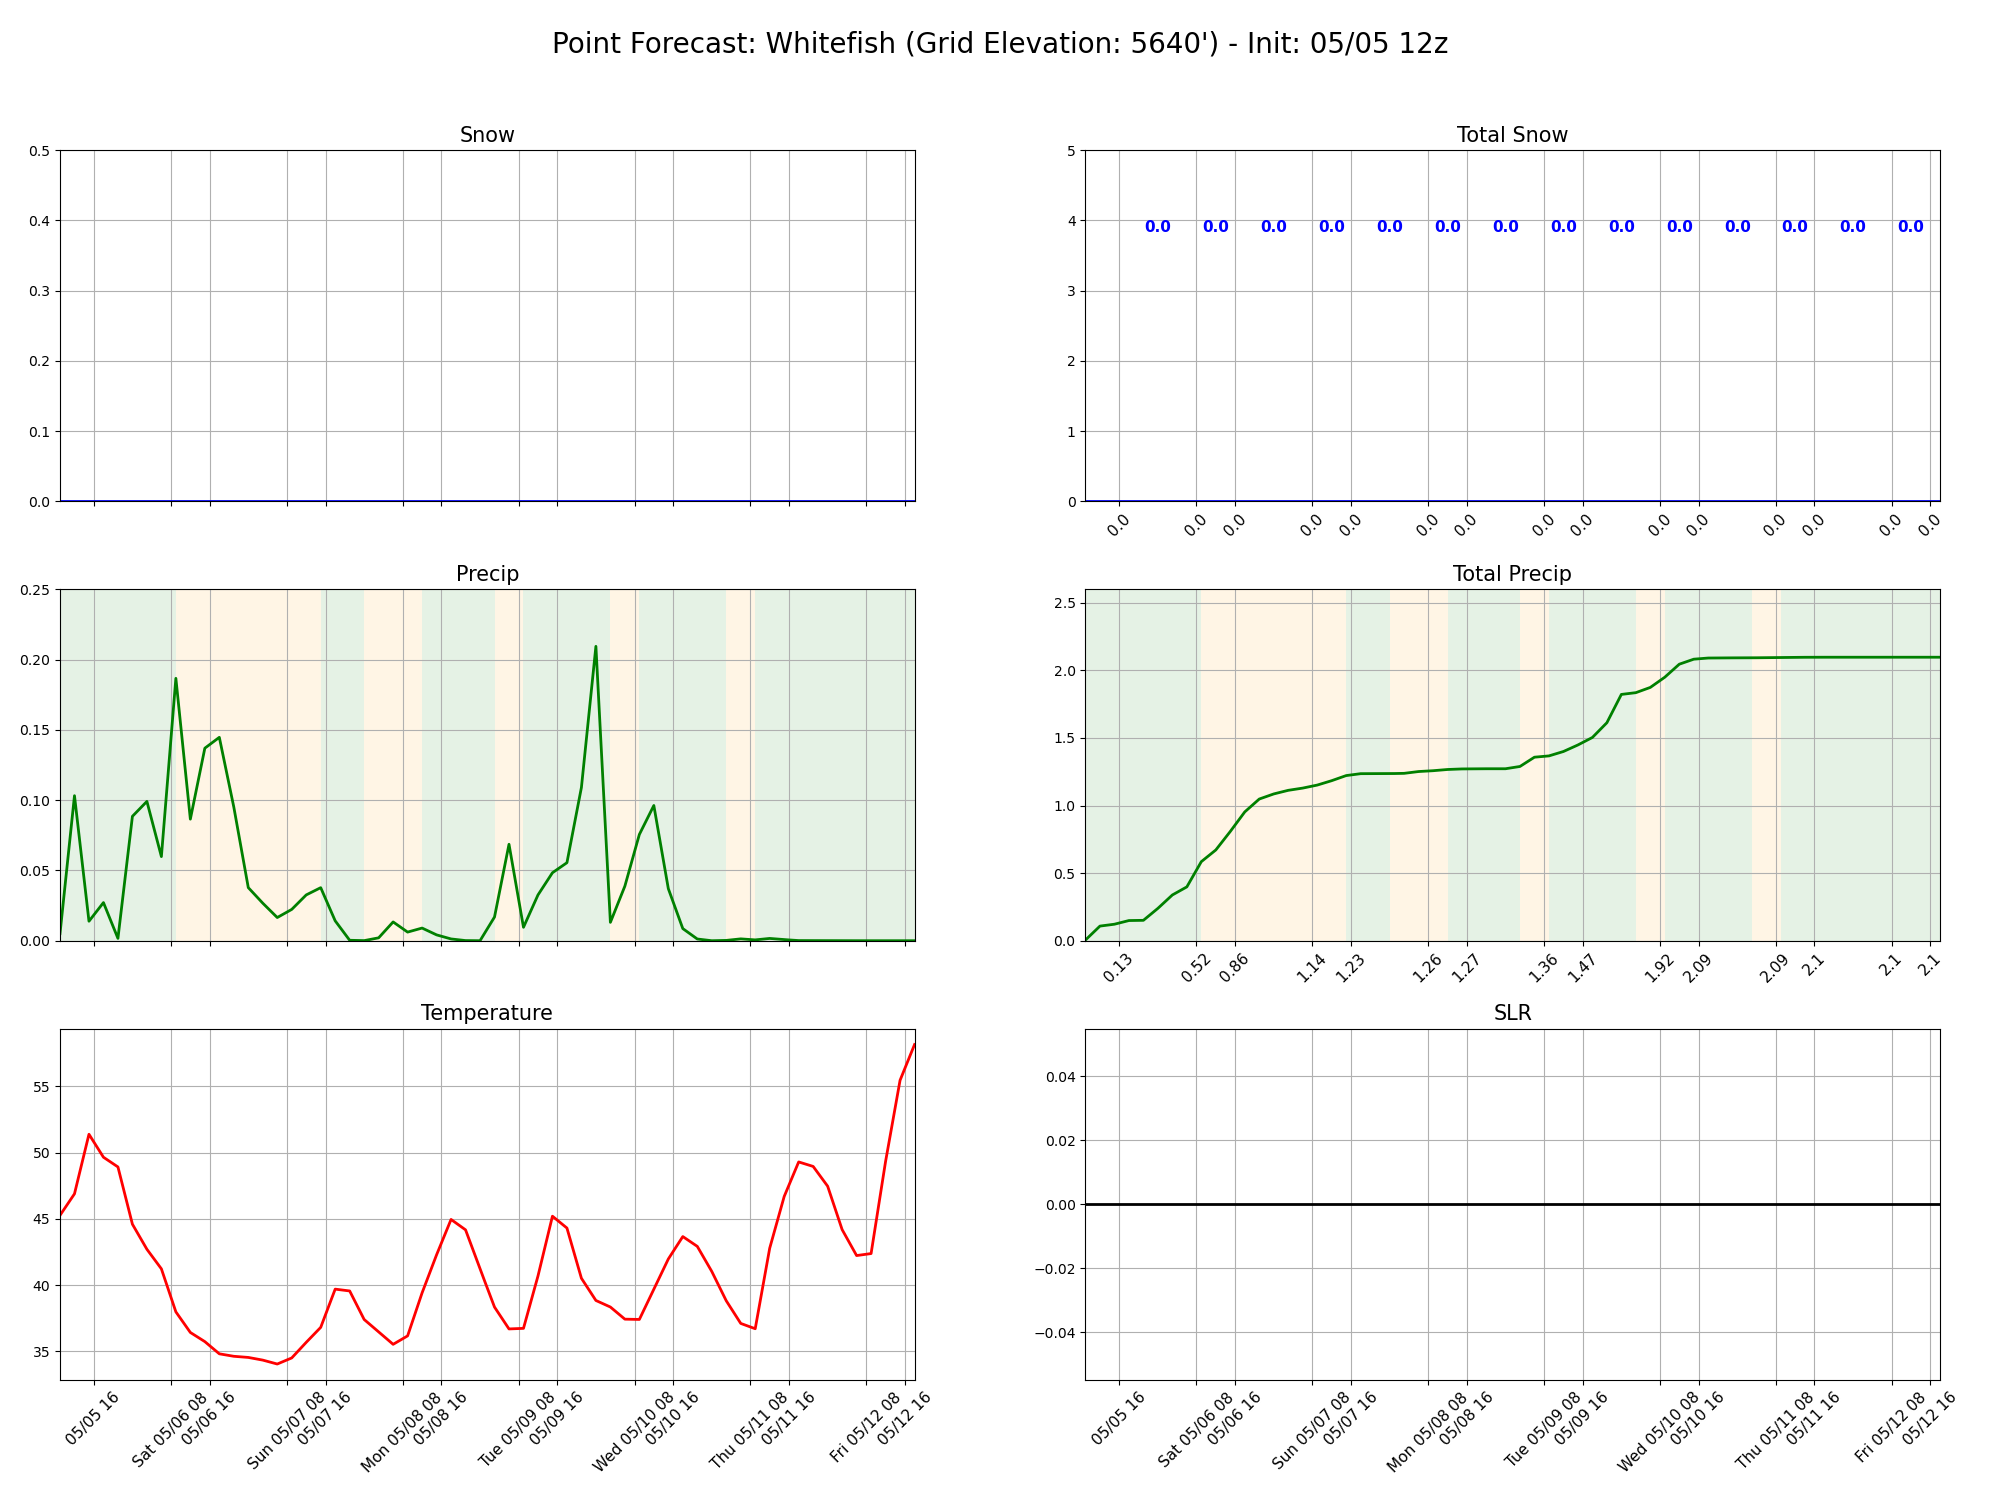 Point Forecast: Whitefish (Grid Elevation: 5640') - Init: 05/05 12z
Snow
0.5
0.4
0.3
0.2
0.1
0.0
Total Snow
5
4
3
2
1
0
0.0 0.0 0.0 0.0 0.0 0.0 0.0 0.0 0.0 0.0 0.0 0.0 0.0 0.0
0.0 0.0 0.0 0.0 0.0 0.0 0.0 0.0 0.0 0.0 0.0 0.0 0.0 0.0 0.0
Precip
0.25
0.20
0.15
0.10
0.05
0.00
Total Precip
2.5
2.0
1.5
1.0
0.5
0.0
0.13 0.52 0.86 1.14 1.23 1.26 1.27 1.36 1.47 1.92 2.09 2.09 2.1 2.1 2.1
Temperature
55
50
45
40
35
05/05 16
Sat 05/06 08
05/06 16
Sun 05/07 08
05/07 16
Mon 05/08 08
05/08 16
Tue 05/09 08
05/09 16
Wed 05/10 08
05/10 16
Thu 05/11 08
05/11 16
Fri 05/12 08
05/12 16
SLR
0.04
0.02
0.00
−0.02
−0.04
05/05 16
Sat 05/06 08
05/06 16
Sun 05/07 08
05/07 16
Mon 05/08 08
05/08 16
Tue 05/09 08
05/09 16
Wed 05/10 08
05/10 16
Thu 05/11 08
05/11 16
Fri 05/12 08
05/12 16